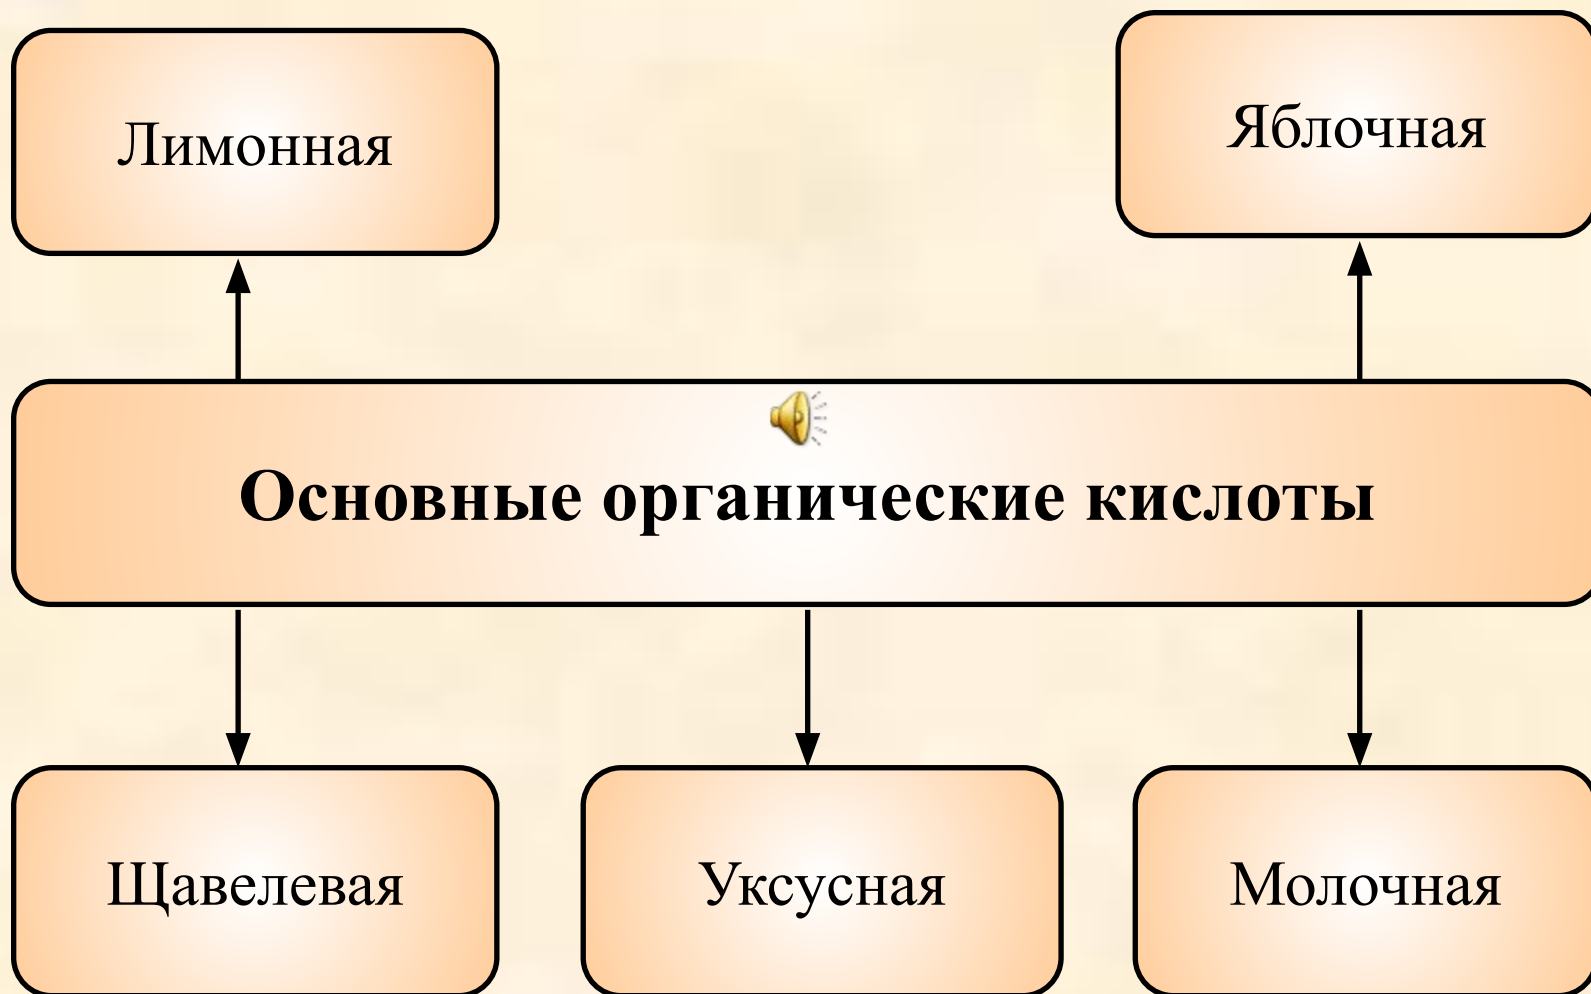 Лимонная
Яблочная
Основные органические кислоты
Щавелевая
Уксусная
Молочная